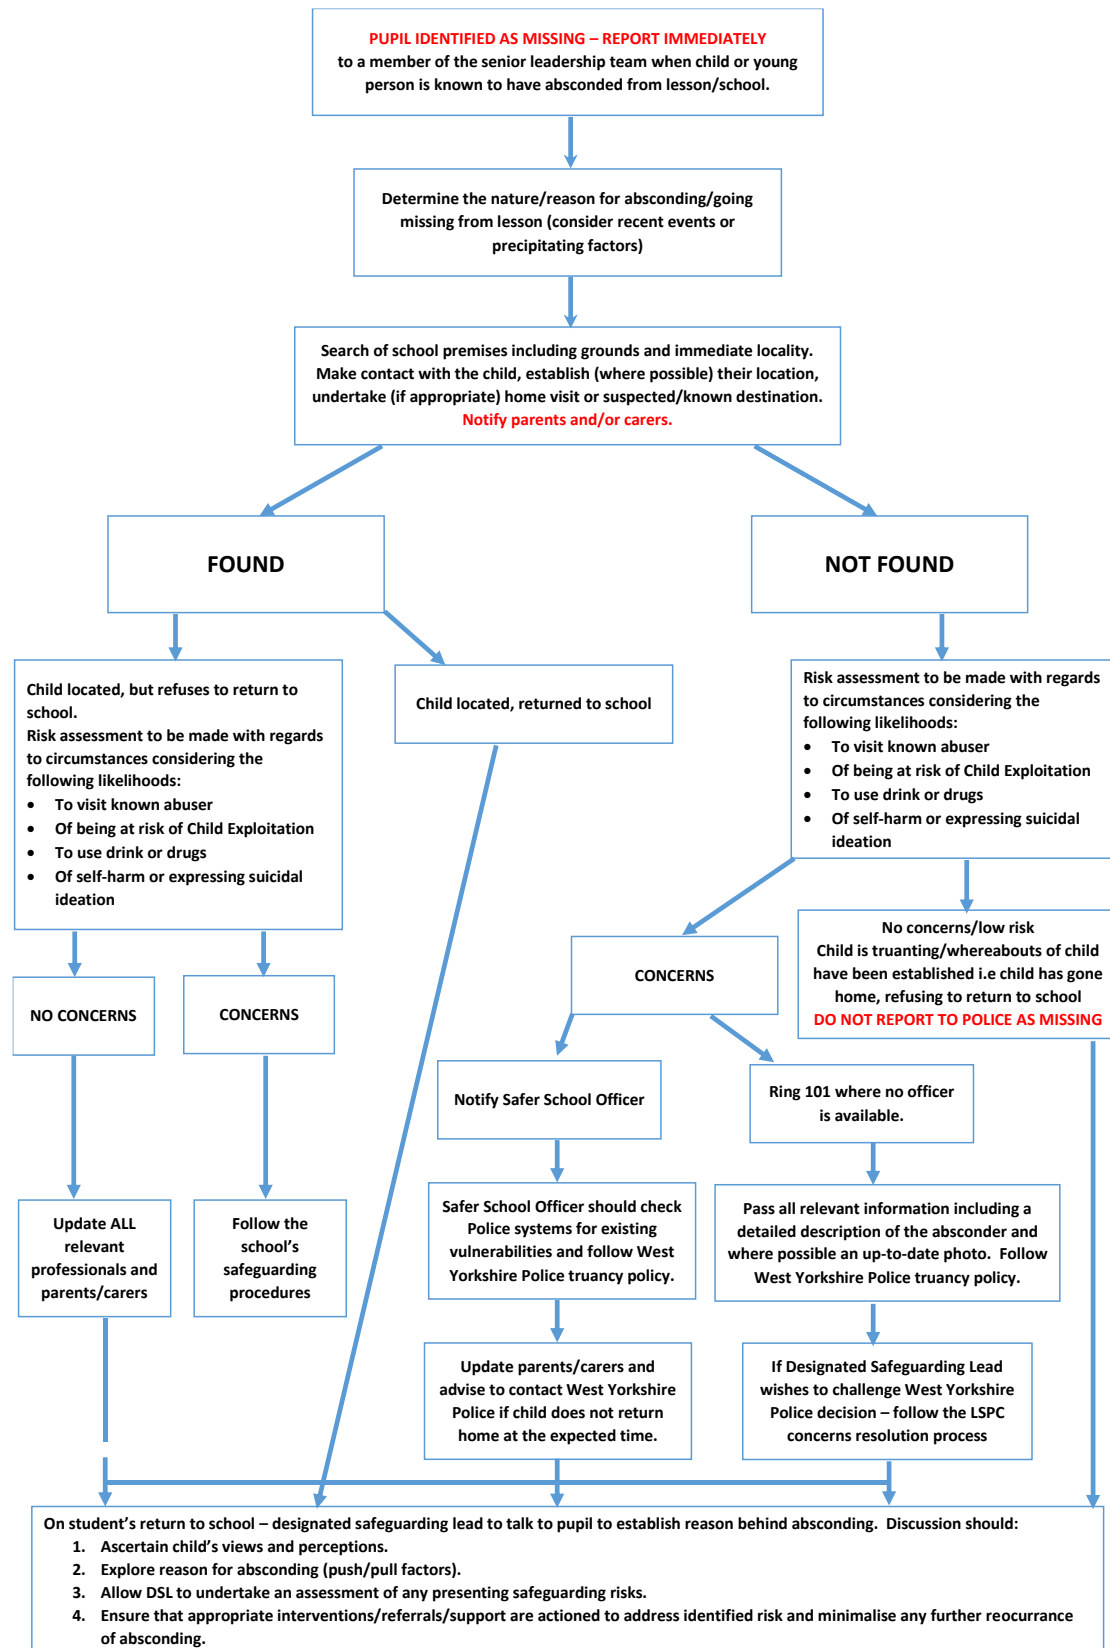 PUPIL IDENTIFIED AS MISSING – REPORT IMMEDIATELY
to a member of the senior leadership team when child or young
person is known to have absconded from lesson/school.
Determine the nature/reason for absconding/going
missing from lesson (consider recent events or
precipitating factors)
Search of school premises including grounds and immediate locality.
Make contact with the child, establish (where possible) their location,
undertake (if appropriate) home visit or suspected/known destination.
Notify parents and/or carers.
FOUND
NOT FOUND
Child located, but refuses to return to
school.
Risk assessment to be made with regards
to circumstances considering the
following likelihoods:
• To visit known abuser
• Of being at risk of Child Exploitation
• To use drink or drugs
• Of self-harm or expressing suicidal
ideation
Child located, returned to school
Risk assessment to be made with regards
to circumstances considering the
following likelihoods:
• To visit known abuser
• Of being at risk of Child Exploitation
• To use drink or drugs
• Of self-harm or expressing suicidal
ideation
NO CONCERNS
CONCERNS
CONCERNS
No concerns/low risk
Child is truanting/whereabouts of child
have been established i.e child has gone
home, refusing to return to school
DO NOT REPORT TO POLICE AS MISSING
Notify Safer School Officer
Ring 101 where no officer
is available.
Update ALL
relevant
professionals and
parents/carers
Follow the
school's
safeguarding
procedures
Safer School Officer should check
Police systems for existing
vulnerabilities and follow West
Yorkshire Police truancy policy.
Pass all relevant information including a
detailed description of the absconder and
where possible an up-to-date photo.  Follow
West Yorkshire Police truancy policy.
Update parents/carers and
advise to contact West Yorkshire
Police if child does not return
home at the expected time.
If Designated Safeguarding Lead
wishes to challenge West Yorkshire
Police decision – follow the LSPC
concerns resolution process
On student's return to school – designated safeguarding lead to talk to pupil to establish reason behind absconding.  Discussion should:
1. Ascertain child's views and perceptions.
2. Explore reason for absconding (push/pull factors).
3. Allow DSL to undertake an assessment of any presenting safeguarding risks.
4. Ensure that appropriate interventions/referrals/support are actioned to address identified risk and minimalise any further reocurrance
of absconding.